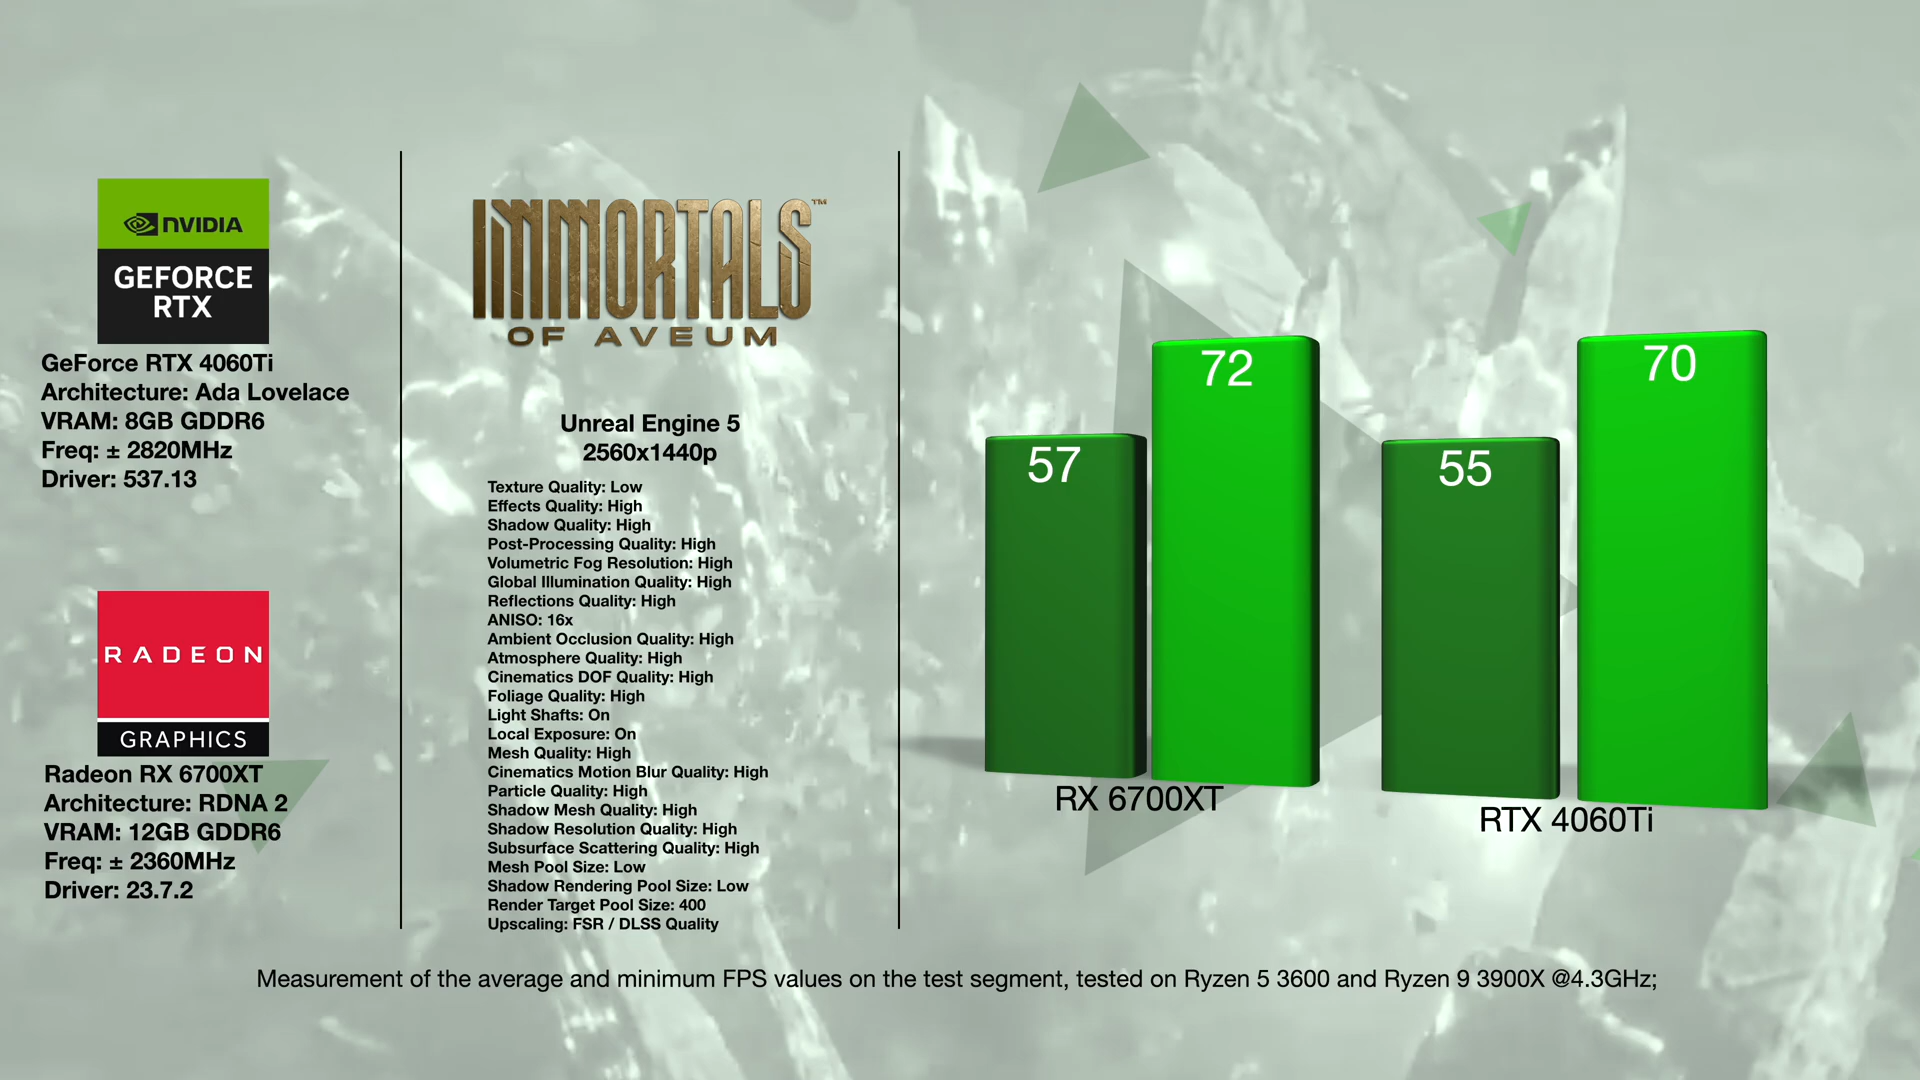 NVIDIA
GEFORCE
RTX
GeForce RTX 4060Ti
Architecture: Ada Lovelace
VRAM: 8GB GDDR6
Freq: ± 2820MHz
Driver: 537.13
RADEON
GRAPHICS
Radeon RX 6700XT
Architecture: RDNA 2
VRAM: 12GB GDDR6
Freq: ± 2360MHz
Driver: 23.7.2
IMMORTALS™
OF AVEUM
Unreal Engine 5
2560x1440p
Texture Quality: Low
Effects Quality: High
Shadow Quality: High
Post-Processing Quality: High
Volumetric Fog Resolution: High
Global Illumination Quality: High
Reflections Quality: High
ANISO: 16x
Ambient Occlusion Quality: High
Atmosphere Quality: High
Cinematics DOF Quality: High
Foliage Quality: High
Light Shafts: On
Local Exposure: On
Mesh Quality: High
Cinematics Motion Blur Quality: High
Particle Quality: High
Shadow Mesh Quality: High
Shadow Resolution Quality: High
Subsurface Scattering Quality: High
Mesh Pool Size: Low
Shadow Rendering Pool Size: Low
Render Target Pool Size: 400
Upscaling: FSR / DLSS Quality
57
72
55
70
RX 6700XT
RTX 4060Ti
Measurement of the average and minimum FPS values on the test segment, tested on Ryzen 5 3600 and Ryzen 9 3900X @4.3GHz;